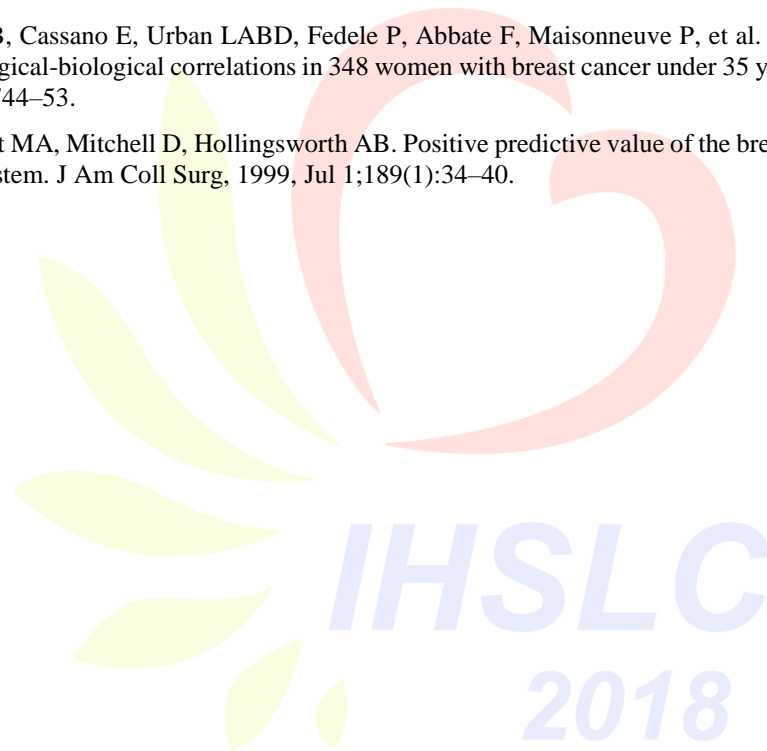 B, Cassano E, Urban LABD, Fedele P, Abbate F, Maisonneuve P, et al.
gical-biological correlations in 348 women with breast cancer under 35 y
744–53.
t MA, Mitchell D, Hollingsworth AB. Positive predictive value of the bre
stem. J Am Coll Surg, 1999, Jul 1;189(1):34–40.
IHSLC
2018